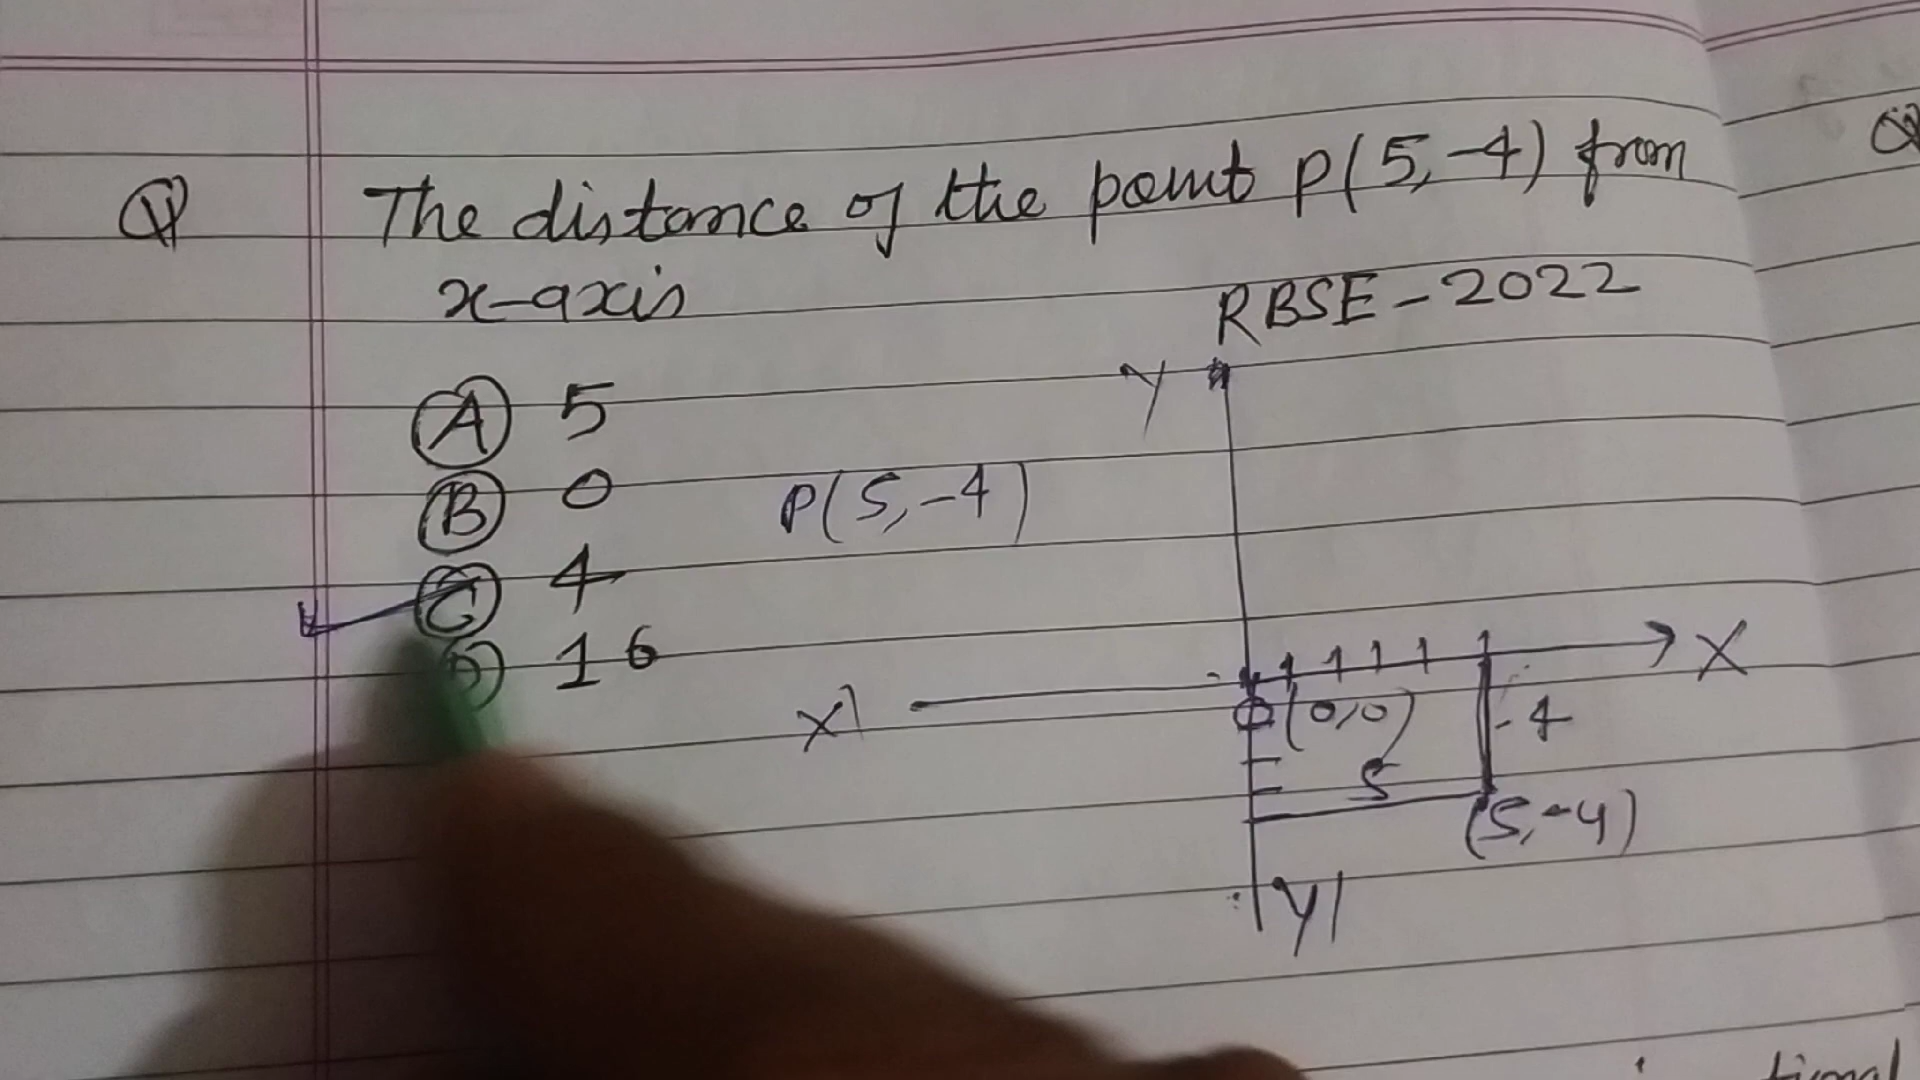 Q The distance of the point P(5,-4) from
x-axis
RBSE-2022
A 5
B 0
C 4
D 16
P(5,-4)
Y
X
X'
O (0,0)
-4
5
(5,-4)
Y'
Q